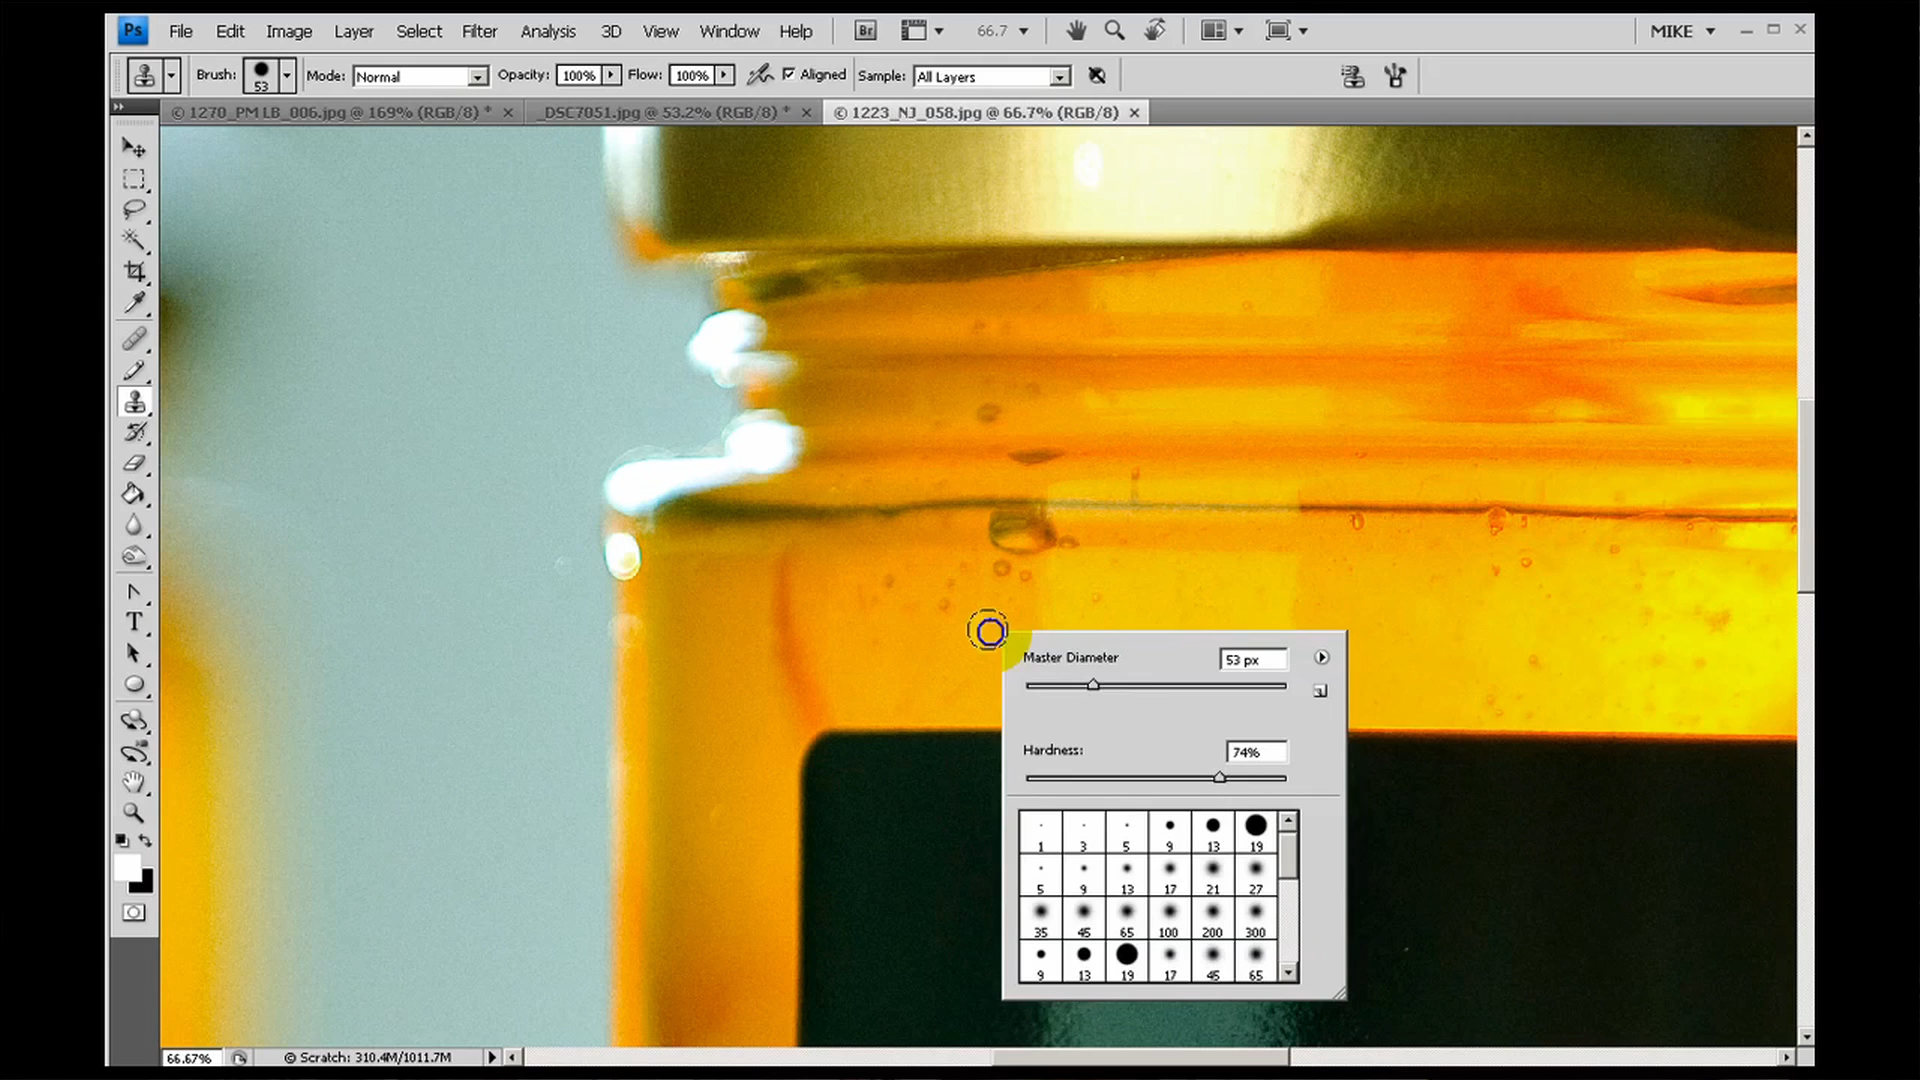 Ps File Edit Image Layer Select Filter Analysis 3D View Window Help Br 66.7 MIKE
Brush: 53 Mode: Normal Opacity: 100% Flow: 100% Aligned Sample: All Layers
© 1270_PM LB_006.jpg @ 169% (RGB/8) * _DSC7051.jpg @ 53.2% (RGB/8) * © 1223_NJ_058.jpg @ 66.7% (RGB/8)
T
Master Diameter 53 px
Hardness: 74%
1 3 5 9 13 19
5 9 13 17 21 27
35 45 65 100 200 300
9 13 19 17 45 65
66.67% © Scratch: 310.4M/1011.7M